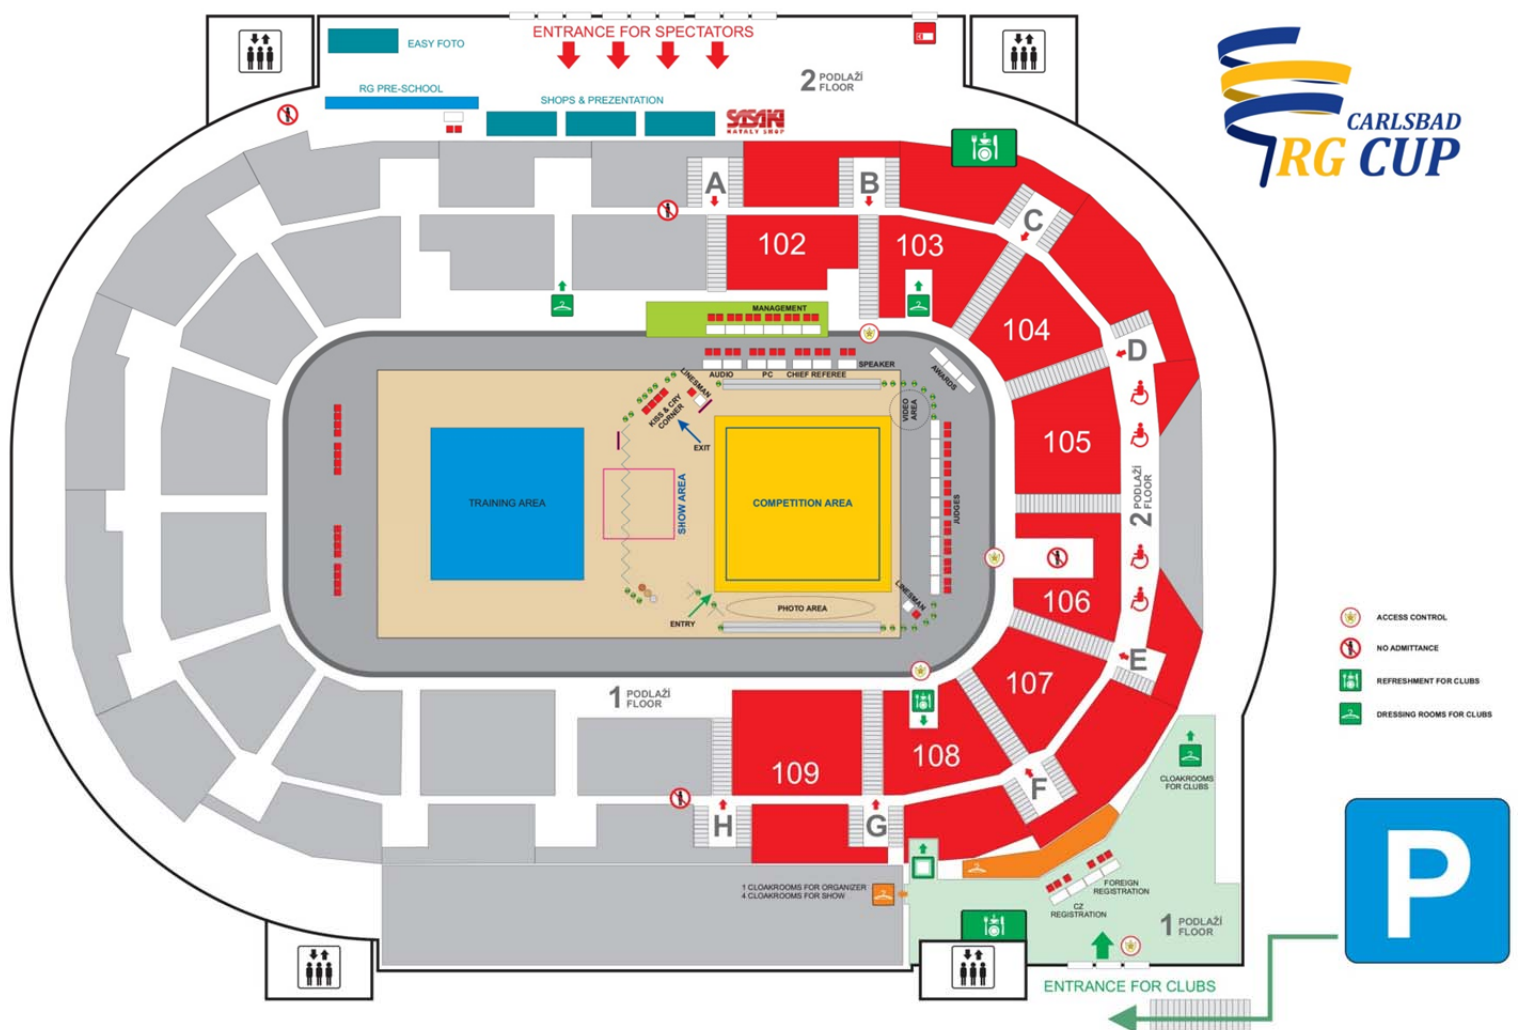 ENTRANCE FOR SPECTATORS
EASY FOTO
2 PODLAŽÍ
FLOOR
RG PRE-SCHOOL
SHOPS & PREZENTATION
SASAKI
NATALY SHOP
CARLSBAD
RG CUP
A
B
C
102
103
104
D
MANAGEMENT
SPEAKER
AUDIO
PC
CHIEF REFEREE
AWARDS
LINESMAN
KISS & CRY
CORNER
EXIT
VIDEO
AREA
105
TRAINING AREA
SHOW AREA
COMPETITION AREA
JUDGES
2 PODLAŽÍ
FLOOR
106
LINESMAN
PHOTO AREA
ENTRY
E
ACCESS CONTROL
NO ADMITTANCE
REFRESHMENT FOR CLUBS
DRESSING ROOMS FOR CLUBS
1 PODLAŽÍ
FLOOR
107
108
109
F
G
H
CLOAKROOMS
FOR CLUBS
1 CLOAKROOMS FOR ORGANIZER
4 CLOAKROOMS FOR SHOW
FOREIGN
REGISTRATION
CZ
REGISTRATION
1 PODLAŽÍ
FLOOR
P
ENTRANCE FOR CLUBS